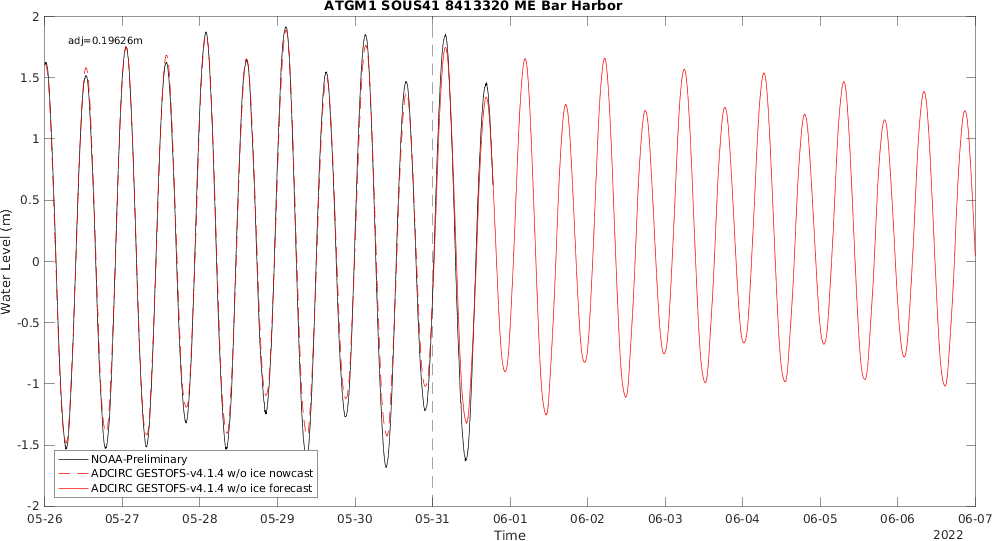 ATGM1 SOUS41 8413320 ME Bar Harbor
adj=0.19626m
Water Level (m)
2
1.5
1
0.5
0
-0.5
-1
-1.5
-2
NOAA-Preliminary
ADCIRC GESTOFS-v4.1.4 w/o ice nowcast
ADCIRC GESTOFS-v4.1.4 w/o ice forecast
05-26 05-27 05-28 05-29 05-30 05-31 06-01 06-02 06-03 06-04 06-05 06-06 06-07
Time
2022